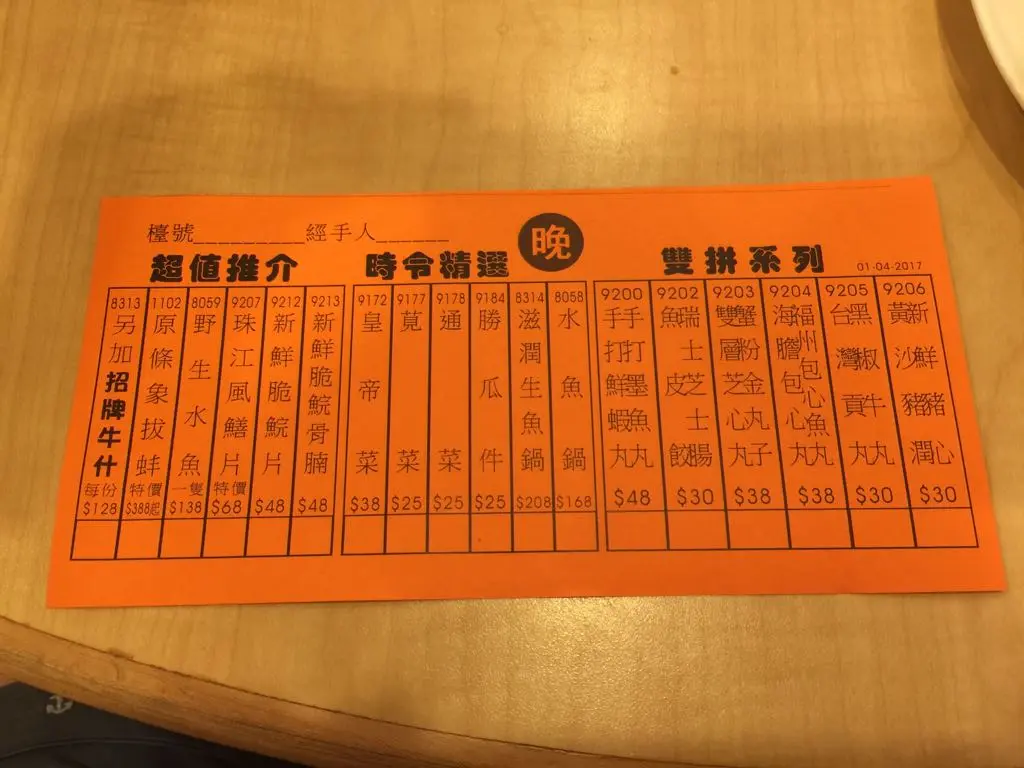 檯號_________經手人______
晚
超值推介
時令精選
雙拼系列
01-04-2017
8313
另加招牌牛什
每份
$128
1102
原條象拔蚌
特價
$388起
8059
野生水魚
一隻
$138
9207
珠江風鱔片
特價
$68
9212
新鮮脆鯇片
$48
9213
新鮮脆鯇骨腩
$48
9172
皇帝菜
$38
9177
莧菜
$25
9178
通菜
$25
9184
勝瓜件
$25
8314
滋潤生魚鍋
$208
8058
水魚鍋
$168
9200
手打墨魚丸
手打鮮蝦丸
$48
9202
瑞士芝士腸
魚皮餃
$30
9203
蟹粉金丸子
雙層芝心丸
$38
9204
福州包心魚丸
海膽包心丸
$38
9205
黑椒牛丸
台灣貢丸
$30
9206
新鮮豬心
黃沙豬潤
$30